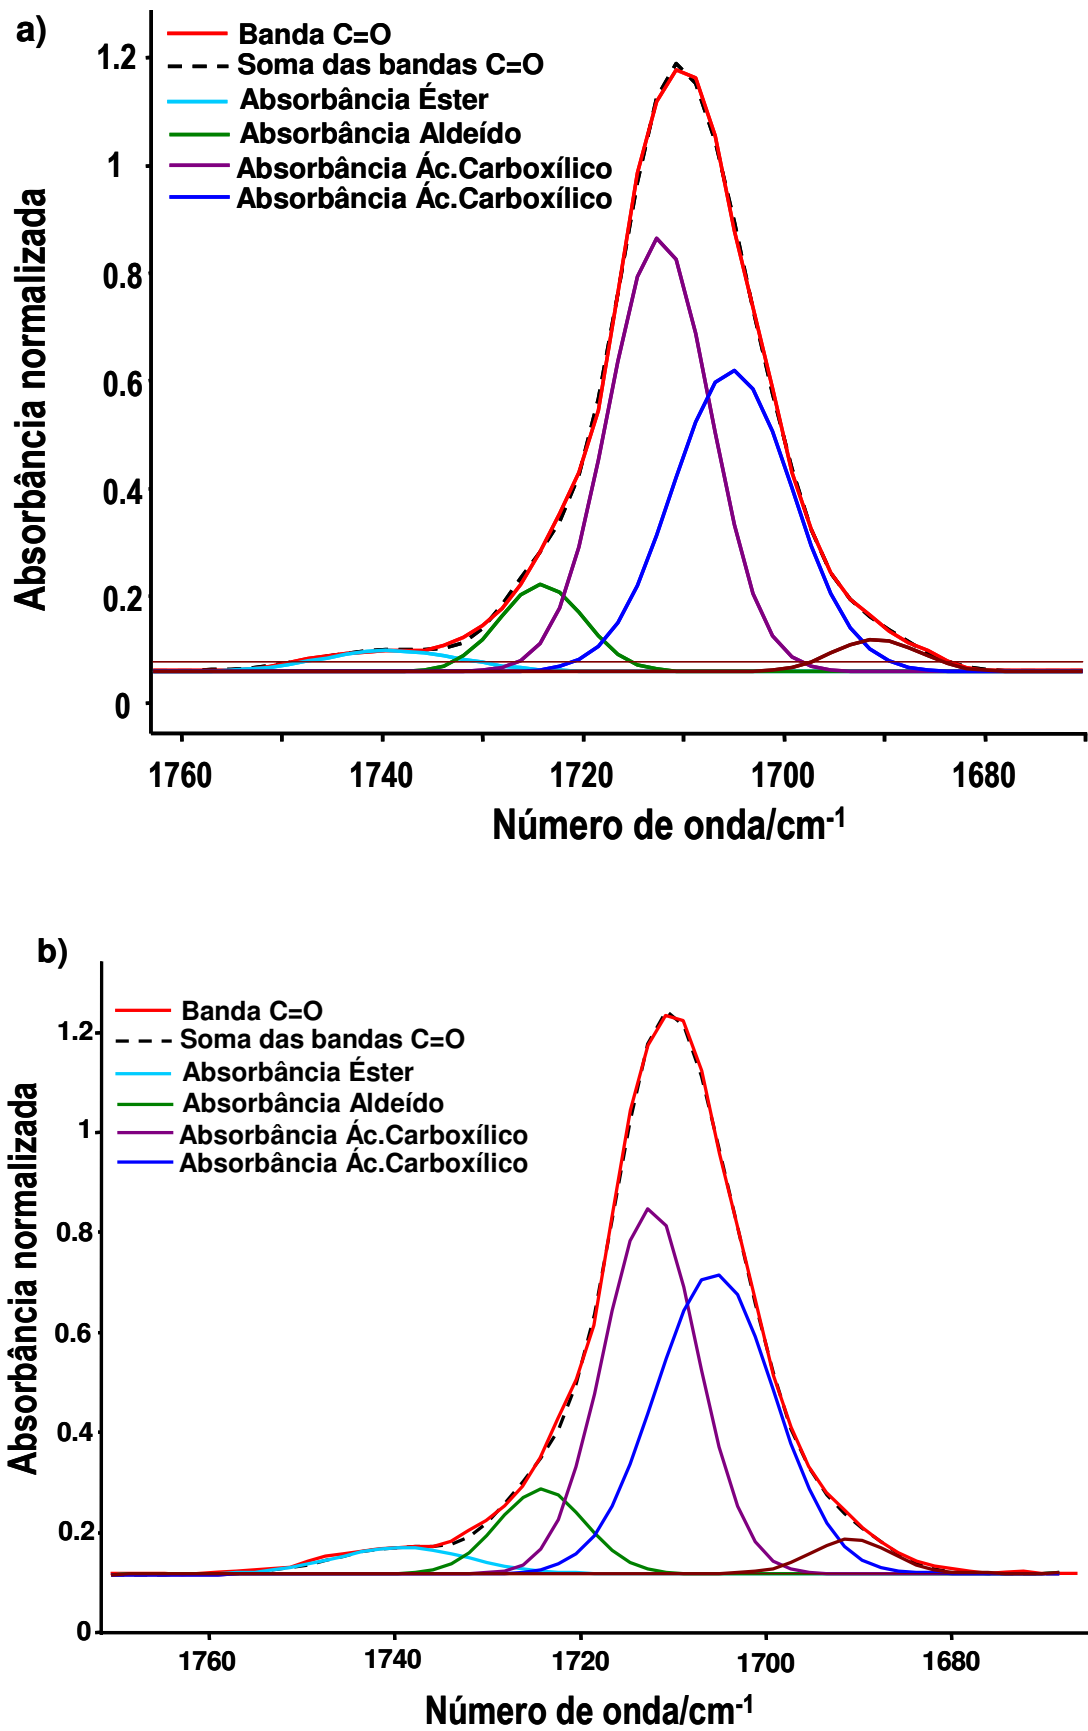 a)
Banda C=O
Soma das bandas C=O
Absorbância Éster
Absorbância Aldeído
Absorbância Ác.Carboxílico
Absorbância Ác.Carboxílico
Absorbância normalizada
1.2
1
0.8
0.6
0.4
0.2
0
1760 1740 1720 1700 1680
Número de onda/cm-1
b)
Banda C=O
Soma das bandas C=O
Absorbância Éster
Absorbância Aldeído
Absorbância Ác.Carboxílico
Absorbância Ác.Carboxílico
Absorbância normalizada
1.2
1
0.8
0.6
0.4
0.2
0
1760 1740 1720 1700 1680
Número de onda/cm-1